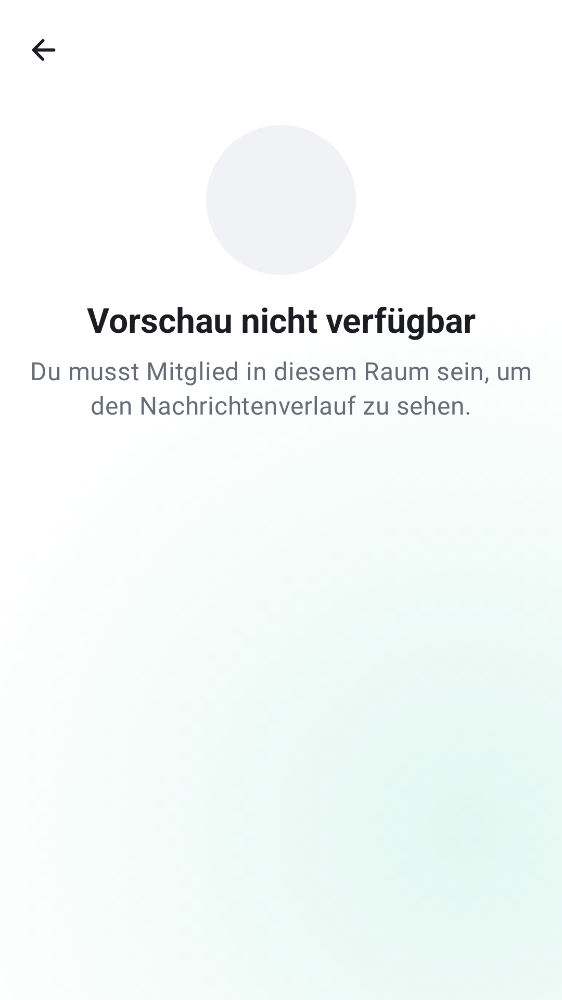 Vorschau nicht verfügbar
Du musst Mitglied in diesem Raum sein, um
den Nachrichtenverlauf zu sehen.